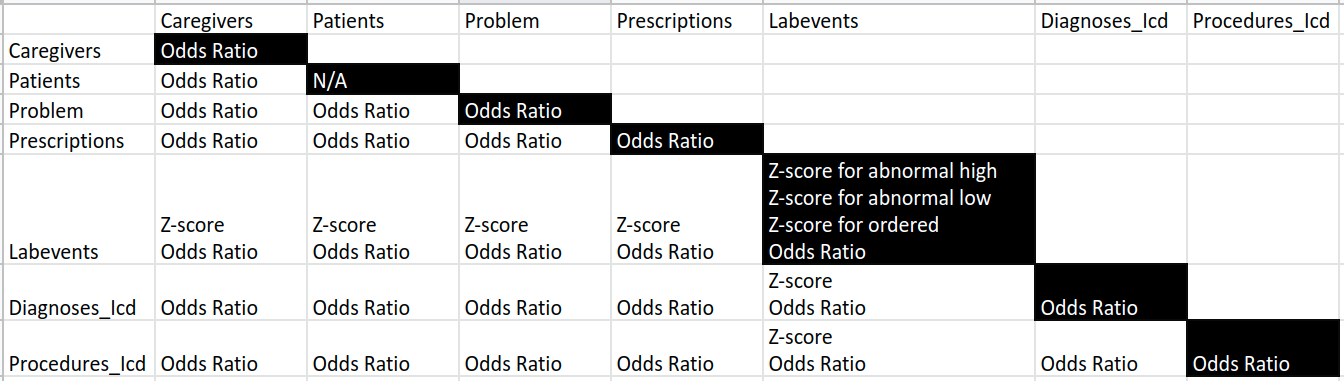 Caregivers Patients Problem Prescriptions Labevents Diagnoses_Icd Procedures_Icd
Caregivers Odds Ratio
Patients Odds Ratio N/A
Problem Odds Ratio Odds Ratio Odds Ratio
Prescriptions Odds Ratio Odds Ratio Odds Ratio Odds Ratio
Z-score for abnormal high
Z-score for abnormal low
Z-score Z-score Z-score Z-score Z-score for ordered
Labevents Odds Ratio Odds Ratio Odds Ratio Odds Ratio Odds Ratio
Z-score
Diagnoses_Icd Odds Ratio Odds Ratio Odds Ratio Odds Ratio Odds Ratio Odds Ratio
Z-score
Procedures_Icd Odds Ratio Odds Ratio Odds Ratio Odds Ratio Odds Ratio Odds Ratio Odds Ratio